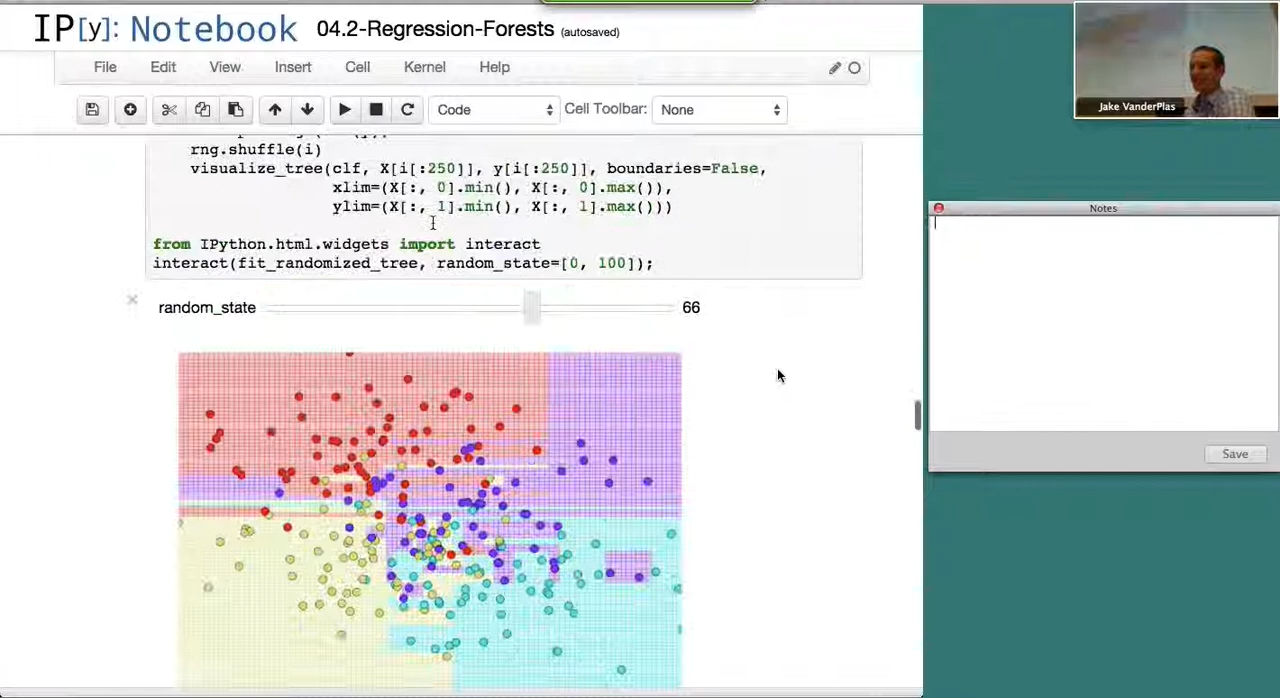 IP[y]: Notebook 04.2-Regression-Forests (autosaved)
File Edit View Insert Cell Kernel Help
Code Cell Toolbar: None
rng.shuffle(i)
visualize_tree(clf, X[i[:250]], y[i[:250]], boundaries=False,
xlim=(X[:, 0].min(), X[:, 0].max()),
ylim=(X[:, 1].min(), X[:, 1].max()))
from IPython.html.widgets import interact
interact(fit_randomized_tree, random_state=[0, 100]);
random_state 66
Jake VanderPlas
Notes
Save